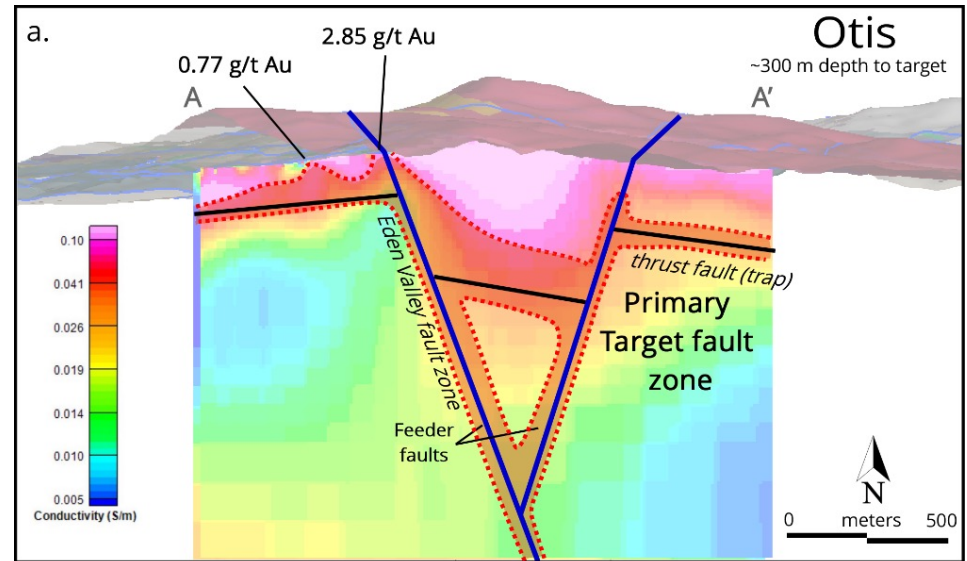 a.
Otis
~300 m depth to target
2.85 g/t Au
0.77 g/t Au
A
A'
Eden Valley fault zone
thrust fault (trap)
Primary
Target fault
zone
Feeder
faults
0.10
0.041
0.026
0.019
0.014
0.010
0.005
Conductivity (S/m)
N
0 meters 500